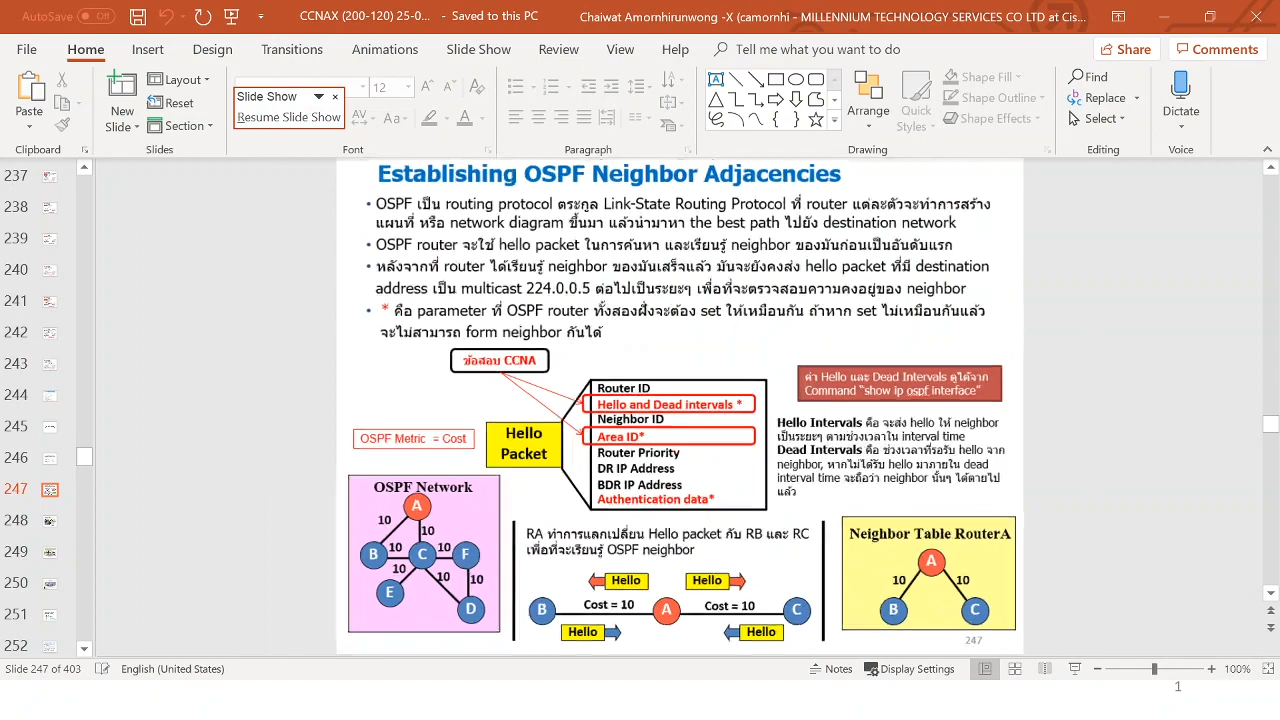 AutoSave Off
CCNAX (200-120) 25-0... - Saved to this PC
Chaiwat Amornhirunwong -X (camornhi - MILLENNIUM TECHNOLOGY SERVICES CO LTD at Cis...
File Home Insert Design Transitions Animations Slide Show Review View Help Tell me what you want to do Share Comments
Paste
Clipboard
New Slide
Layout
Reset
Section
Slides
Slide Show
Resume Slide Show
12
Aa
Font
Paragraph
Arrange
Quick Styles
Shape Fill
Shape Outline
Shape Effects
Drawing
Find
Replace
Select
Editing
Dictate
Voice
237
238
239
240
241
242
243
244
245
246
247
248
249
250
251
252
Establishing OSPF Neighbor Adjacencies
• OSPF เป็น routing protocol ตระกูล Link-State Routing Protocol ที่ router แต่ละตัวจะทำการสร้าง
แผนที่ หรือ network diagram ขึ้นมา แล้วนำมาหา the best path ไปยัง destination network
• OSPF router จะใช้ hello packet ในการค้นหา และเรียนรู้ neighbor ของมันก่อนเป็นอันดับแรก
• หลังจากที่ router ได้เรียนรู้ neighbor ของมันเสร็จแล้ว มันจะยังคงส่ง hello packet ที่มี destination
address เป็น multicast 224.0.0.5 ต่อไปเป็นระยะๆ เพื่อที่จะตรวจสอบความคงอยู่ของ neighbor
• * คือ parameter ที่ OSPF router ทั้งสองฝั่งจะต้อง set ให้เหมือนกัน ถ้าหาก set ไม่เหมือนกันแล้ว
จะไม่สามารถ form neighbor กันได้
ข้อสอบ CCNA
OSPF Metric = Cost
Hello
Packet
Router ID
Hello and Dead intervals *
Neighbor ID
Area ID*
Router Priority
DR IP Address
BDR IP Address
Authentication data*
ค่า Hello และ Dead Intervals ดูได้จาก
Command "show ip ospf interface"
Hello Intervals คือ จะส่ง hello ให้ neighbor
เป็นระยะๆ ตามช่วงเวลาใน interval time
Dead Intervals คือ ช่วงเวลาที่รอรับ hello จาก
neighbor, หากไม่ได้รับ hello มาภายใน dead
interval time จะถือว่า neighbor นั้นๆ ได้ตายไป
แล้ว
OSPF Network
A
10
10
B
10
C
10
F
10
10
10
E
D
RA ทำการแลกเปลี่ยน Hello packet กับ RB และ RC
เพื่อที่จะเรียนรู้ OSPF neighbor
Hello Hello
B Cost = 10 A Cost = 10 C
Hello Hello
Neighbor Table RouterA
A
10 10
B C
247
Slide 247 of 403 English (United States) Notes Display Settings 100%
1